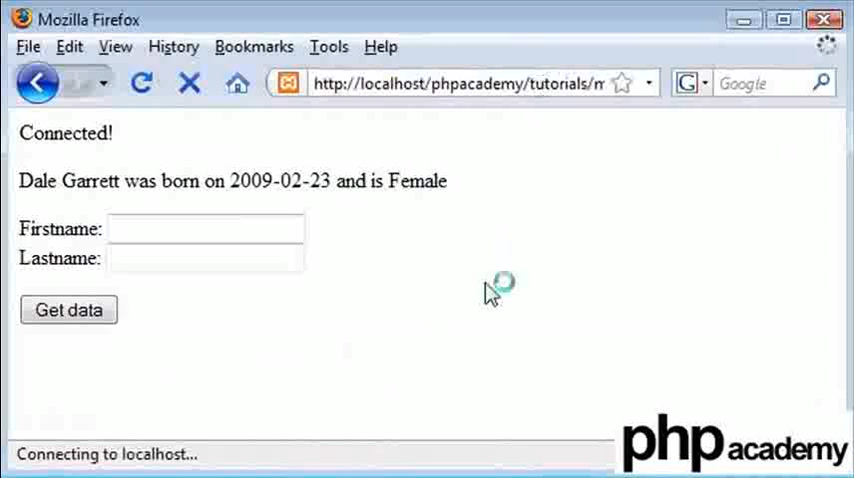 Mozilla Firefox
File Edit View History Bookmarks Tools Help
http://localhost/phpacademy/tutorials/m G Google
Connected!
Dale Garrett was born on 2009-02-23 and is Female
Firstname:
Lastname:
Get data
Connecting to localhost...
php academy